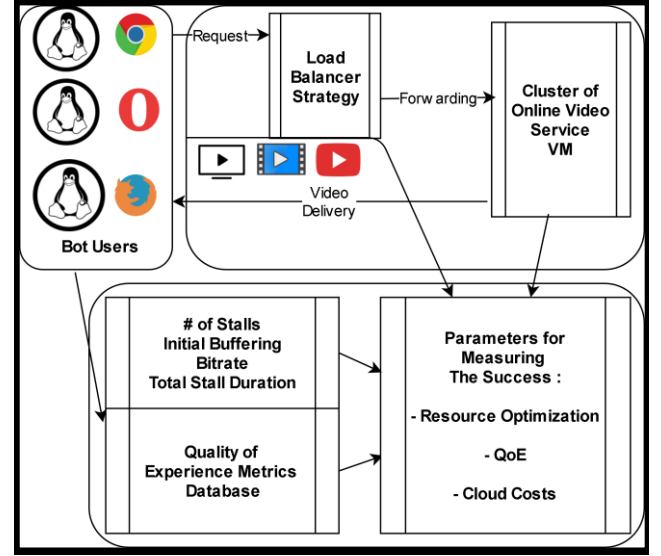 Request
Load
Balancer
Strategy
Forwarding
Cluster of
Online Video
Service
VM
Video
Delivery
Bot Users
# of Stalls
Initial Buffering
Bitrate
Total Stall Duration
Quality of
Experience Metrics
Database
Parameters for
Measuring
The Success :
- Resource Optimization
- QoE
- Cloud Costs